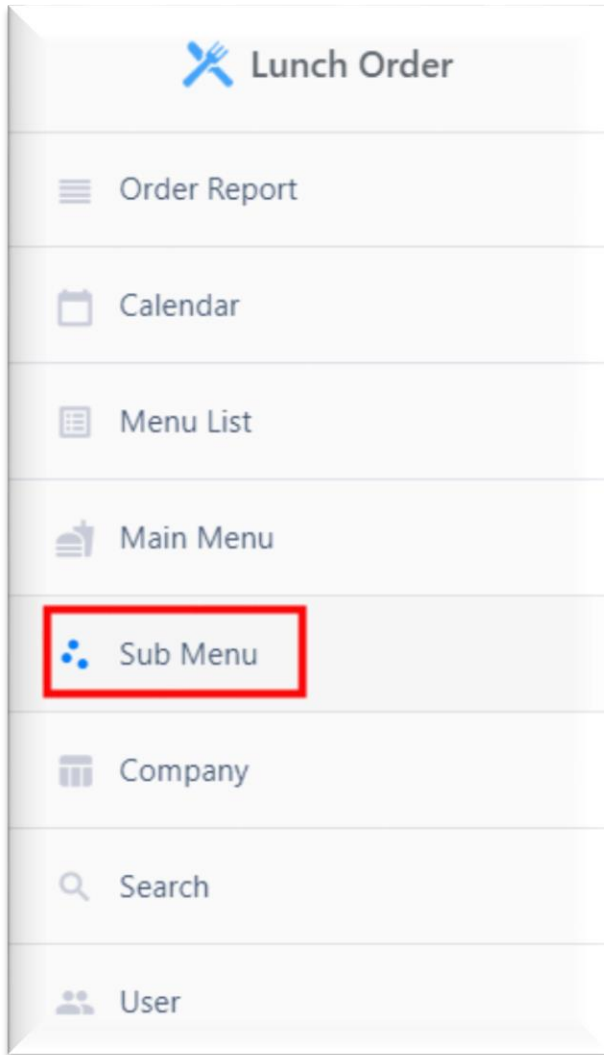 Lunch Order
Order Report
Calendar
Menu List
Main Menu
Sub Menu
Company
Search
User